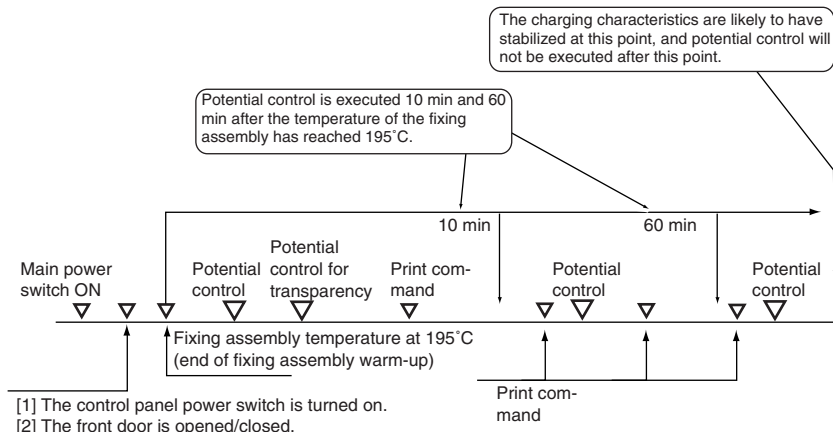 The charging characteristics are likely to have
stabilized at this point, and potential control will
not be executed after this point.
Potential control is executed 10 min and 60
min after the temperature of the fixing
assembly has reached 195˚C.
10 min
60 min
Main power
switch ON
Potential
control
Potential
control for
transparency
Print com-
mand
Potential
control
Potential
control
Fixing assembly temperature at 195˚C
(end of fixing assembly warm-up)
Print com-
mand
[1] The control panel power switch is turned on.
[2] The front door is opened/closed.